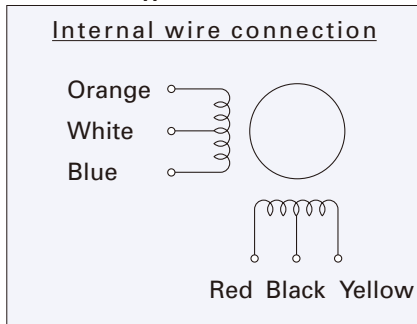 Internal wire connection
Orange
White
Blue
Red Black Yellow